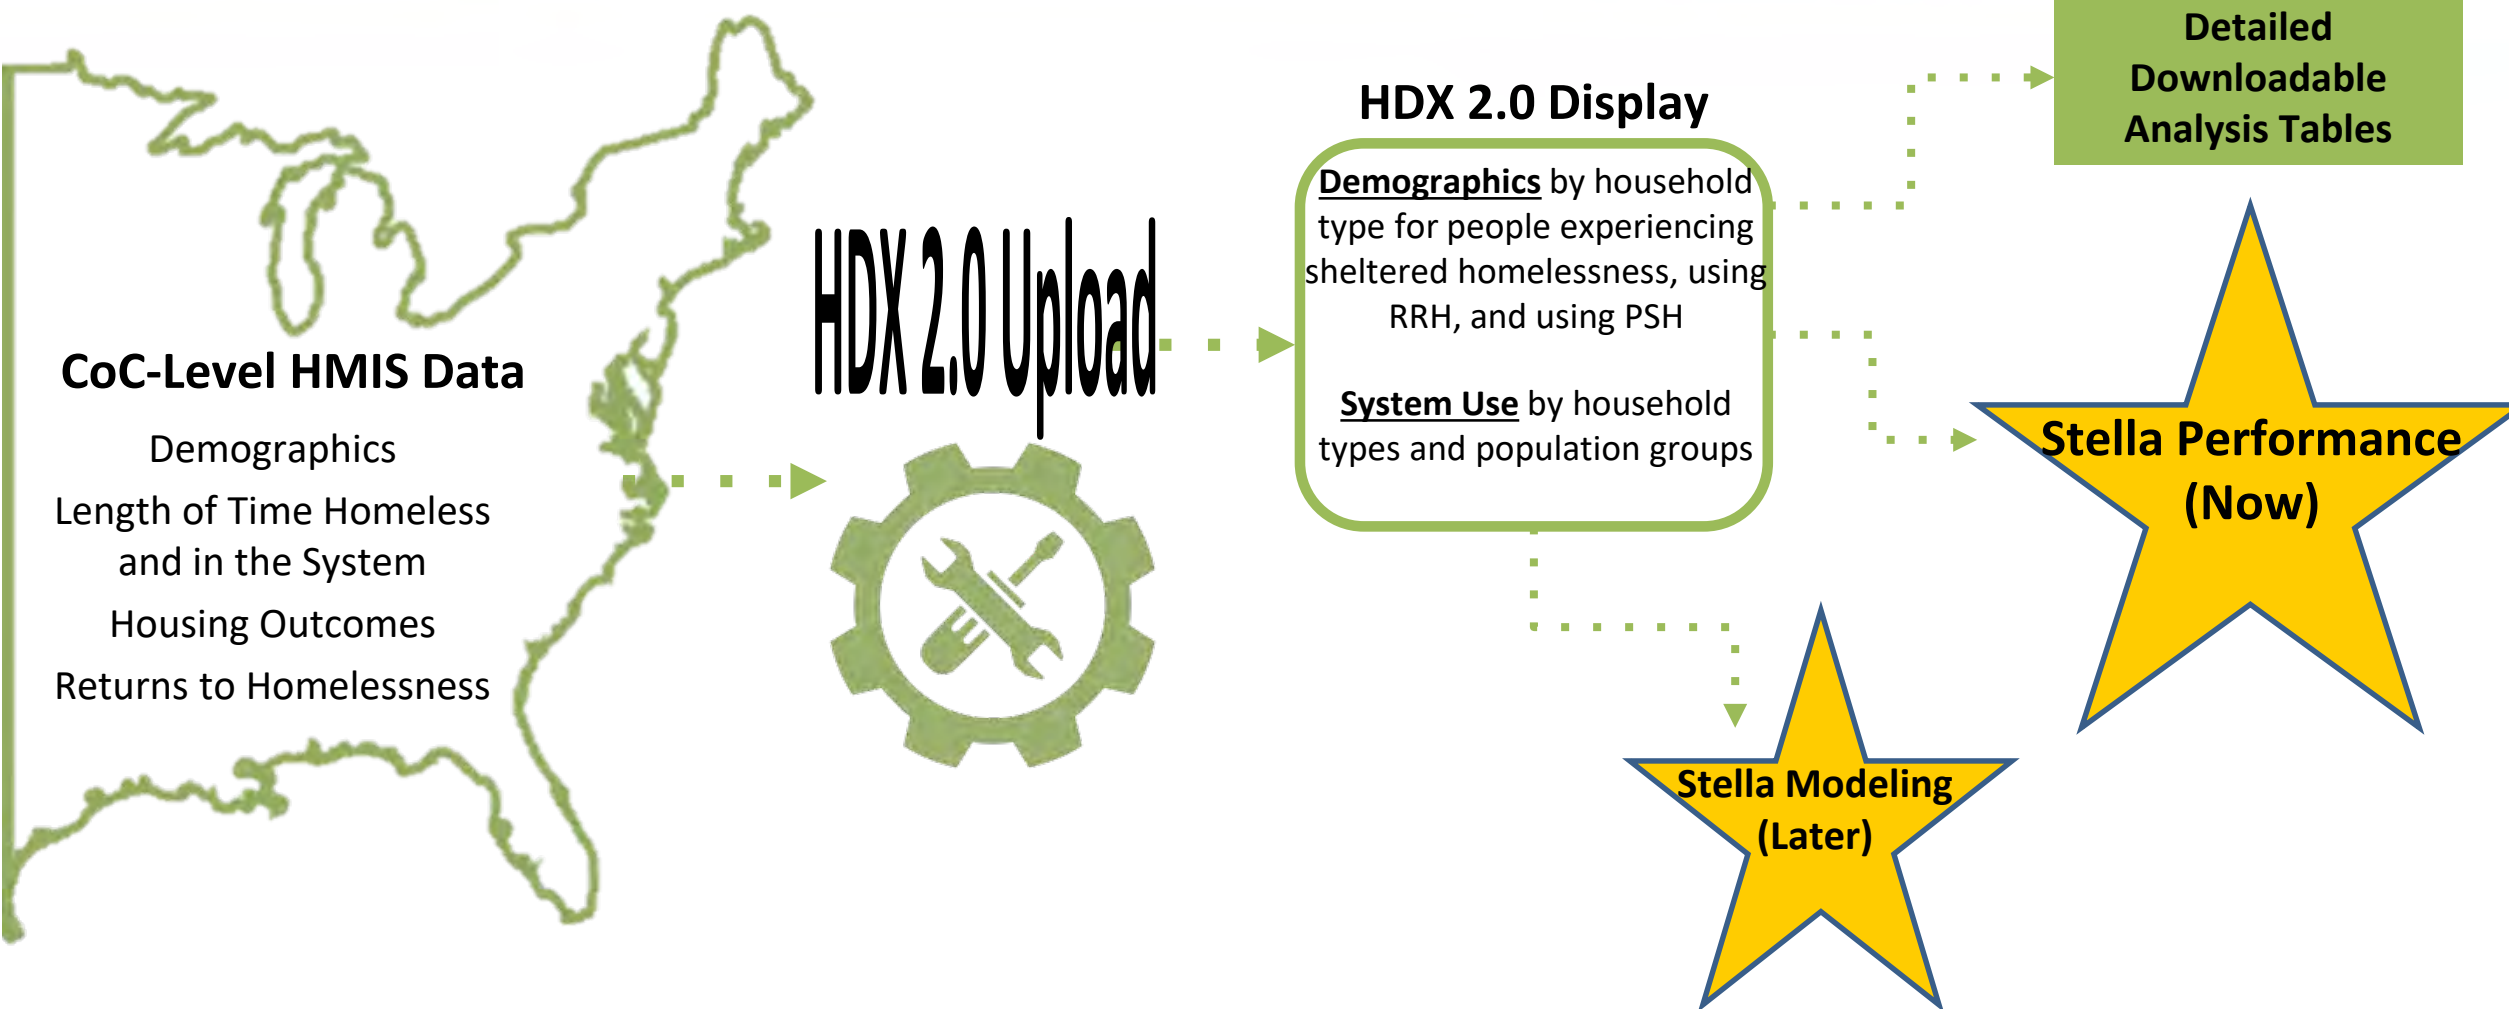 CoC-Level HMIS Data
Demographics
Length of Time Homeless
and in the System
Housing Outcomes
Returns to Homelessness
HDX 2.0 Upload
HDX 2.0 Display
Demographics by household
type for people experiencing
sheltered homelessness, using
RRH, and using PSH
System Use by household
types and population groups
Detailed
Downloadable
Analysis Tables
Stella Performance
(Now)
Stella Modeling
(Later)